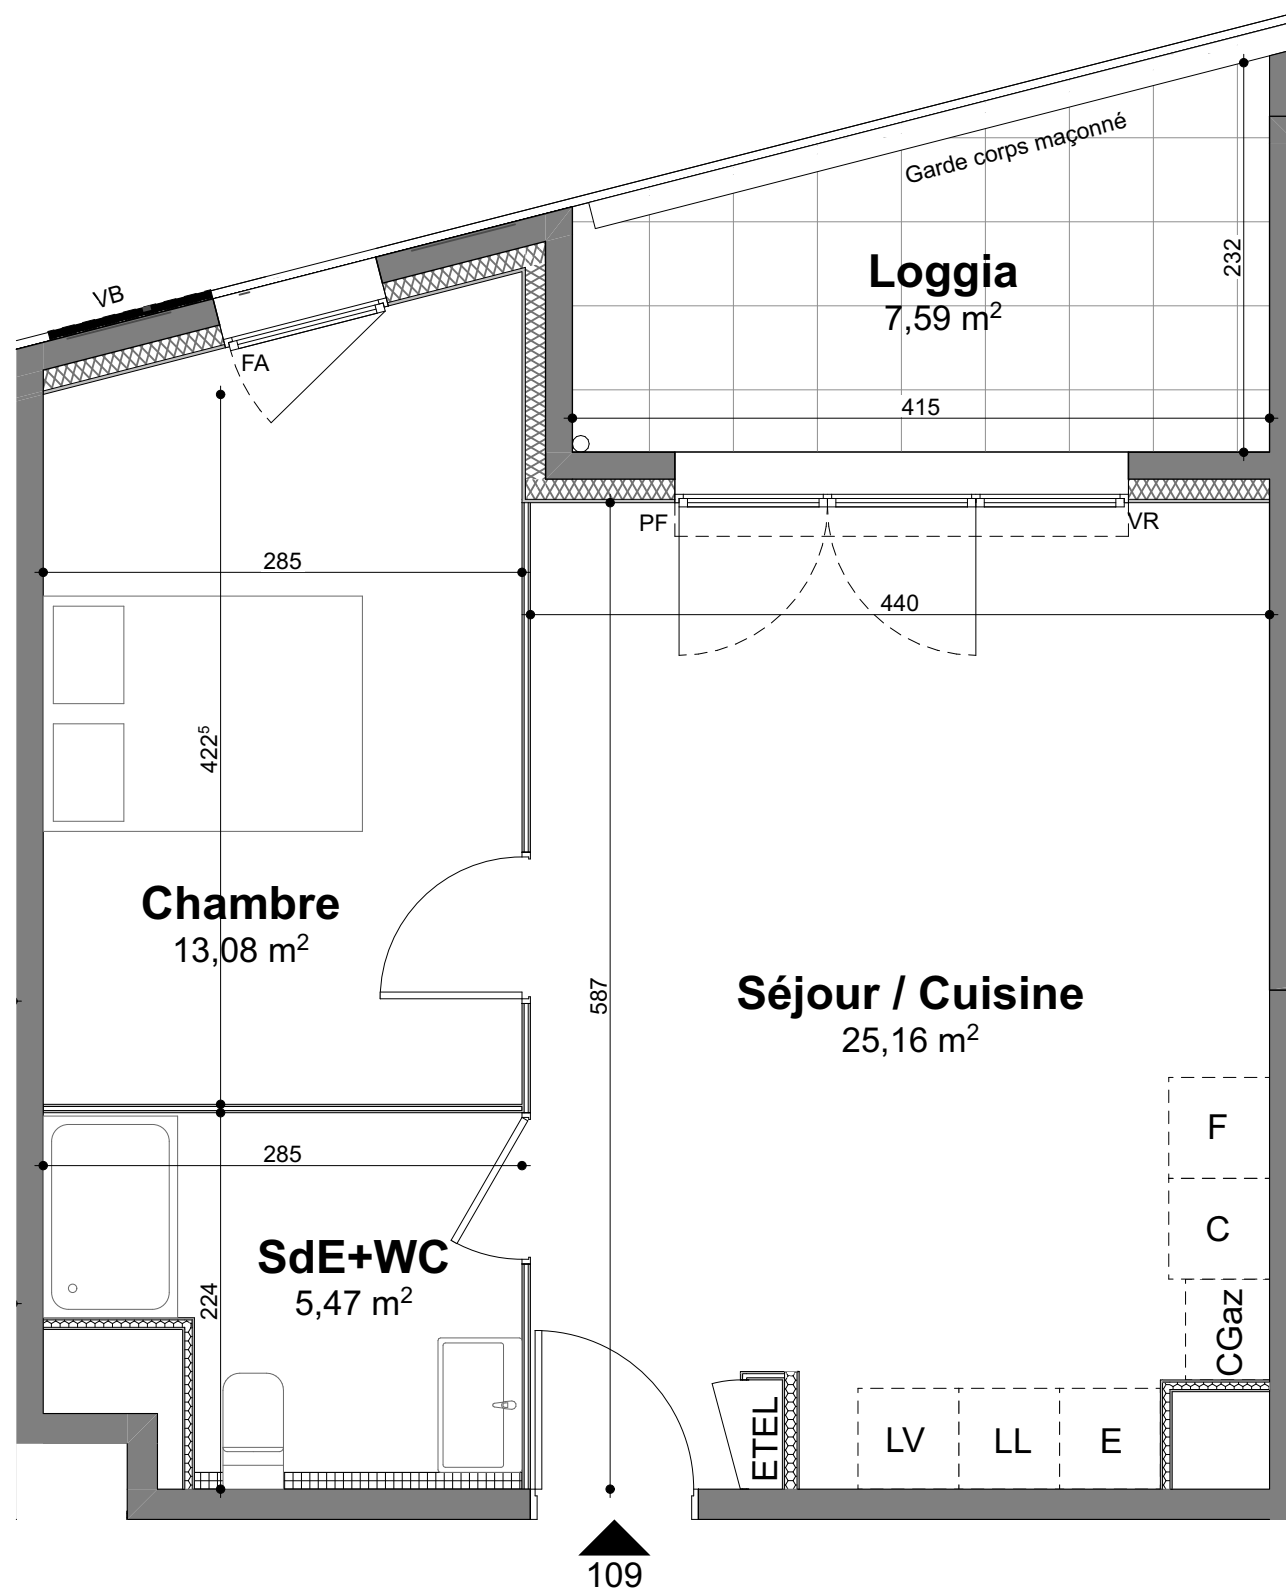 Garde corps maçonné
Loggia
7,59 m²
232
415
VB
FA
PF
VR
285
440
422⁵
Chambre
13,08 m²
587
Séjour / Cuisine
25,16 m²
F
C
CGaz
285
SdE+WC
5,47 m²
224
ETEL
LV
LL
E
109